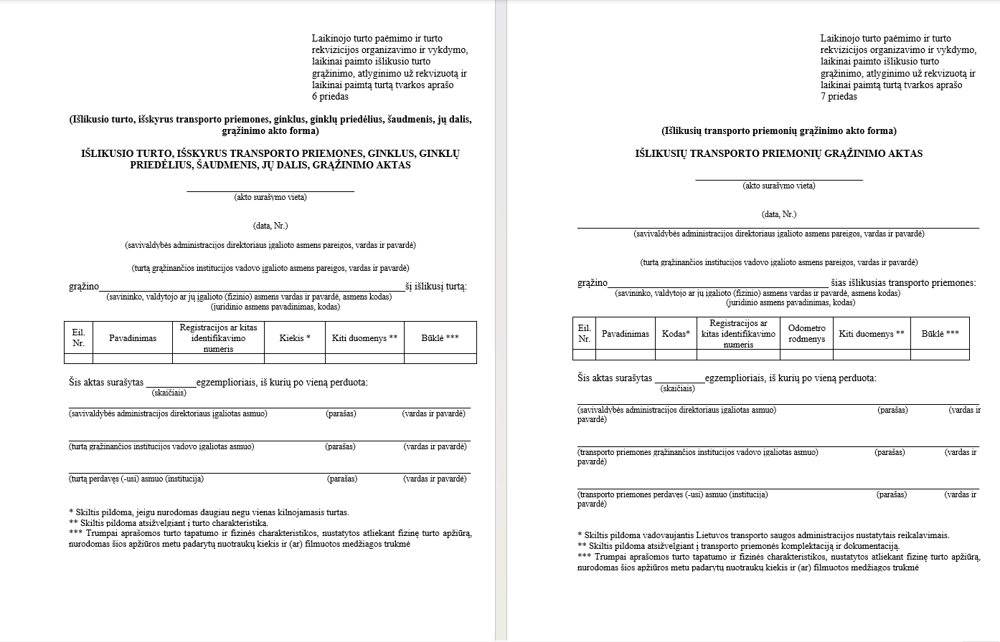 Laikinojo turto paėmimo ir turto
rekvizicijos organizavimo ir vykdymo,
laikinai paimto išlikusio turto
grąžinimo, atlyginimo už rekvizuotą ir
laikinai paimtą turtą tvarkos aprašo
6 priedas
(Išlikusio turto, išskyrus transporto priemones, ginklus, ginklų priedėlius, šaudmenis, jų dalis,
grąžinimo akto forma)
IŠLIKUSIO TURTO, IŠSKYRUS TRANSPORTO PRIEMONES, GINKLUS, GINKLŲ
PRIEDĖLIUS, ŠAUDMENIS, JŲ DALIS, GRĄŽINIMO AKTAS
(akto surašymo vieta)
(data, Nr.)
(savivaldybės administracijos direktoriaus įgalioto asmens pareigos, vardas ir pavardė)
(turtą grąžinančios institucijos vadovo įgalioto asmens pareigos, vardas ir pavardė)
grąžino_____________________________________________________________šį išlikusį turtą:
(savininko, valdytojo ar jų įgalioto (fizinio) asmens vardas ir pavardė, asmens kodas)
(juridinio asmens pavadinimas, kodas)
Eil. Nr. Pavadinimas Registracijos ar kitas identifikavimo numeris Kiekis * Kiti duomenys ** Būklė ***
Šis aktas surašytas __________egzemplioriais, iš kurių po vieną perduota:
(skaičiais)
(savivaldybės administracijos direktoriaus įgaliotas asmuo) (parašas) (vardas ir pavardė)
(turtą grąžinančios institucijos vadovo įgaliotas asmuo) (parašas) (vardas ir pavardė)
(turtą perdavęs (-usi) asmuo (institucija) (parašas) (vardas ir pavardė)
* Skiltis pildoma, jeigu nurodomas daugiau negu vienas kilnojamasis turtas.
** Skiltis pildoma atsižvelgiant į turto charakteristiką.
*** Trumpai aprašomos turto tapatumo ir fizinės charakteristikos, nustatytos atliekant fizinę turto apžiūrą,
nurodomas šios apžiūros metu padarytų nuotraukų kiekis ir (ar) filmuotos medžiagos trukmė
Laikinojo turto paėmimo ir turto
rekvizicijos organizavimo ir vykdymo,
laikinai paimto išlikusio turto
grąžinimo, atlyginimo už rekvizuotą ir
laikinai paimtą turtą tvarkos aprašo
7 priedas
(Išlikusių transporto priemonių grąžinimo akto forma)
IŠLIKUSIŲ TRANSPORTO PRIEMONIŲ GRĄŽINIMO AKTAS
(akto surašymo vieta)
(data, Nr.)
(savivaldybės administracijos direktoriaus įgalioto asmens pareigos, vardas ir pavardė)
(turtą grąžinančios institucijos vadovo įgalioto asmens pareigos, vardas ir pavardė)
grąžino____________________________________________ šias išlikusias transporto priemones:
(savininko, valdytojo ar jų įgalioto (fizinio) asmens vardas ir pavardė, asmens kodas)
(juridinio asmens pavadinimas, kodas)
Eil. Nr. Pavadinimas Kodas* Registracijos ar kitas identifikavimo numeris Odometro rodmenys Kiti duomenys ** Būklė ***
Šis aktas surašytas __________egzemplioriais, iš kurių po vieną perduota:
(skaičiais)
(savivaldybės administracijos direktoriaus įgaliotas asmuo) (parašas) (vardas ir
pavardė)
(transporto priemones grąžinančios institucijos vadovo įgaliotas asmuo) (parašas) (vardas ir
pavardė)
(transporto priemones perdavęs (-usi) asmuo (institucija) (parašas) (vardas ir
pavardė)
* Skiltis pildoma vadovaujantis Lietuvos transporto saugos administracijos nustatytais reikalavimais.
** Skiltis pildoma atsižvelgiant į transporto priemonės komplektaciją ir dokumentaciją.
*** Trumpai aprašomos turto tapatumo ir fizinės charakteristikos, nustatytos atliekant fizinę turto apžiūrą,
nurodomas šios apžiūros metu padarytų nuotraukų kiekis ir (ar) filmuotos medžiagos trukmė